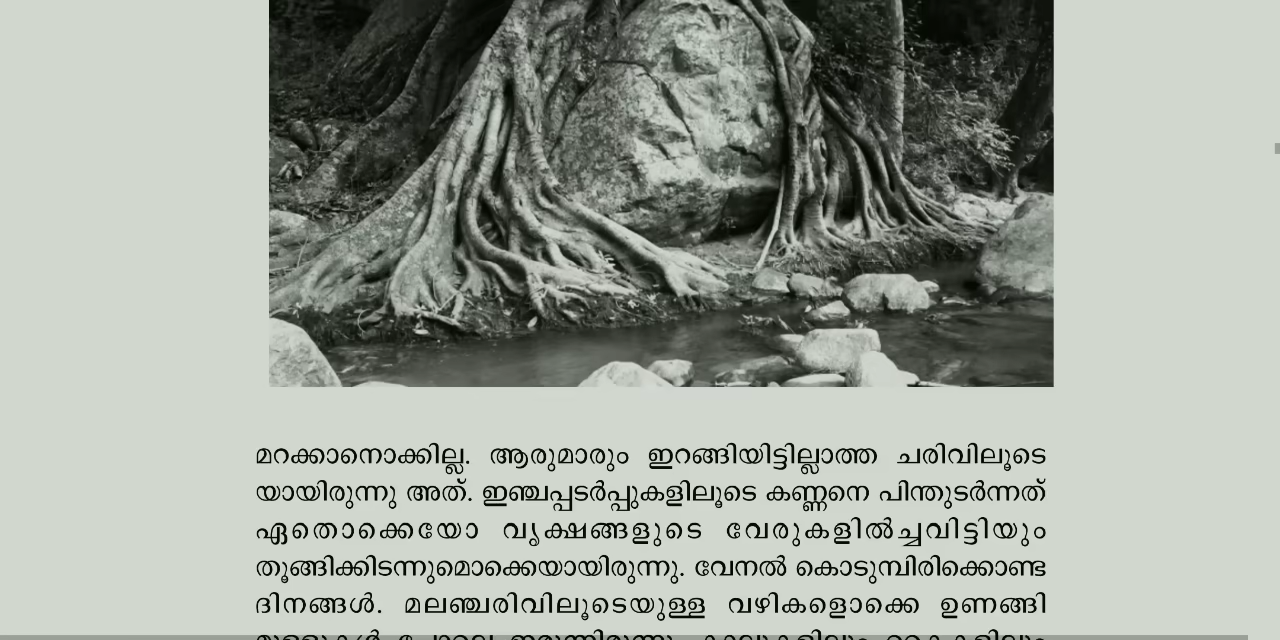 മറക്കാനൊക്കില്ല. ആരുമാരും ഇറങ്ങിയിട്ടില്ലാത്ത ചരിവിലൂടെ
യായിരുന്നു അത്. ഇഞ്ചപ്പടർപ്പുകളിലൂടെ കണ്ണനെ പിന്തുടർന്നത്
ഏതൊക്കെയോ വൃക്ഷങ്ങളുടെ വേരുകളിൽച്ചവിട്ടിയും
തൂങ്ങിക്കിടന്നുമൊക്കെയായിരുന്നു. വേനൽ കൊടുമ്പിരിക്കൊണ്ട
ദിനങ്ങൾ. മലഞ്ചരിവിലൂടെയുള്ള വഴികളൊക്കെ ഉണങ്ങി